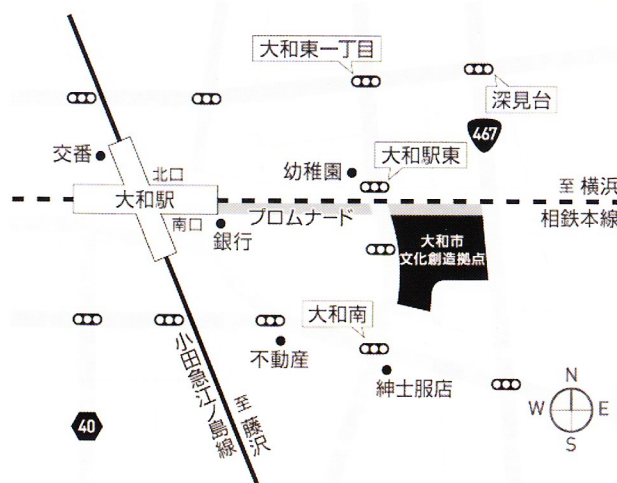 大和東一丁目
深見台
467
交番
北口
幼稚園
大和駅東
大和駅
至 横浜
南口
プロムナード
相鉄本線
銀行
大和市
文化創造拠点
大和南
不動産
紳士服店
小田急江ノ島線
至 藤沢
40
N
W E
S